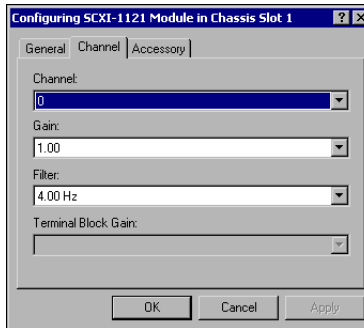 Configuring SCXI-1121 Module in Chassis Slot 1
General Channel Accessory
Channel:
0
Gain:
1.00
Filter:
4.00 Hz
Terminal Block Gain:
OK Cancel Apply